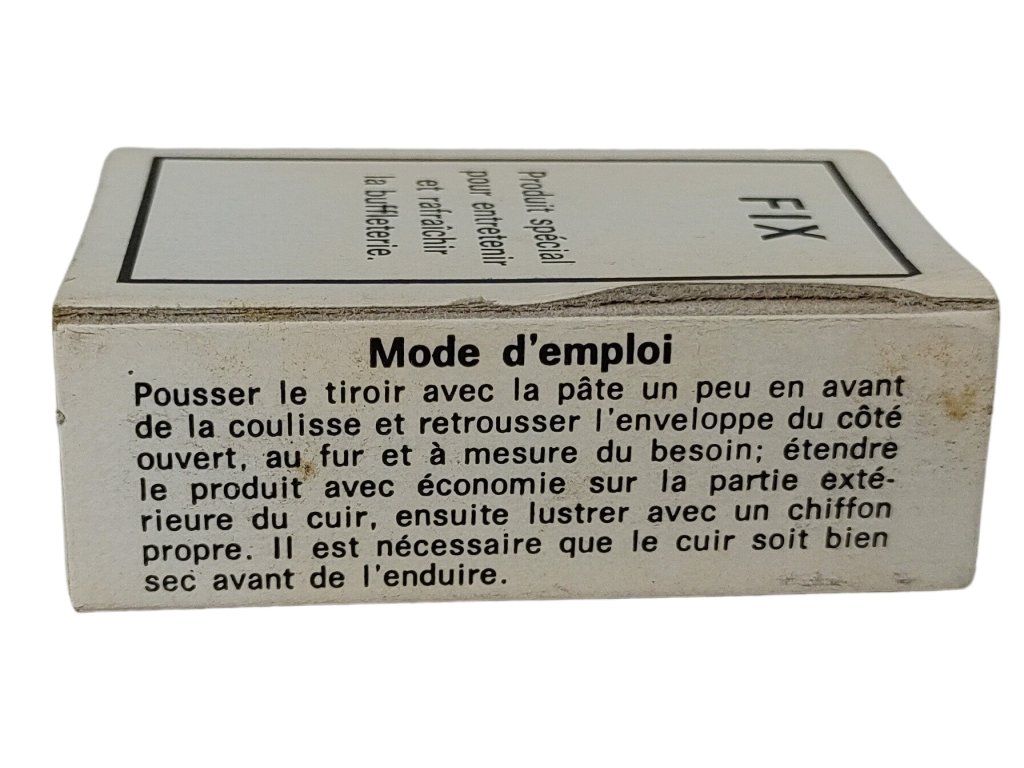 FIX
Produit spécial
pour entretenir
et rafraîchir
la buffleterie.
Mode d'emploi
Pousser le tiroir avec la pâte un peu en avant
de la coulisse et retrousser l'enveloppe du côté
ouvert, au fur et à mesure du besoin; étendre
le produit avec économie sur la partie exté-
rieure du cuir, ensuite lustrer avec un chiffon
propre. Il est nécessaire que le cuir soit bien
sec avant de l'enduire.